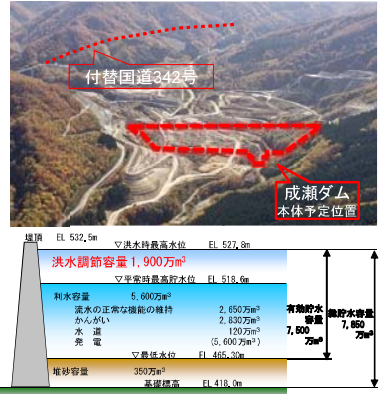 付替国道342号
成瀬ダム
本体予定位置
堤頂 EL 532.5m
▽洪水時最高水位 EL 527.8m
洪水調節容量1,900万m³
▽平常時最高貯水位 EL 518.6m
利水容量 5,600万m³
流水の正常な機能の維持 2,650万m³
かんがい 2,830万m³
水 道 120万m³
発 電 (5,600万m³)
▽最低水位 EL 465.30m
堆砂容量 350万m³
基礎標高 EL 418.0m
有効貯水
容量
7,500
万m³
総貯水容量
7,850
万m³